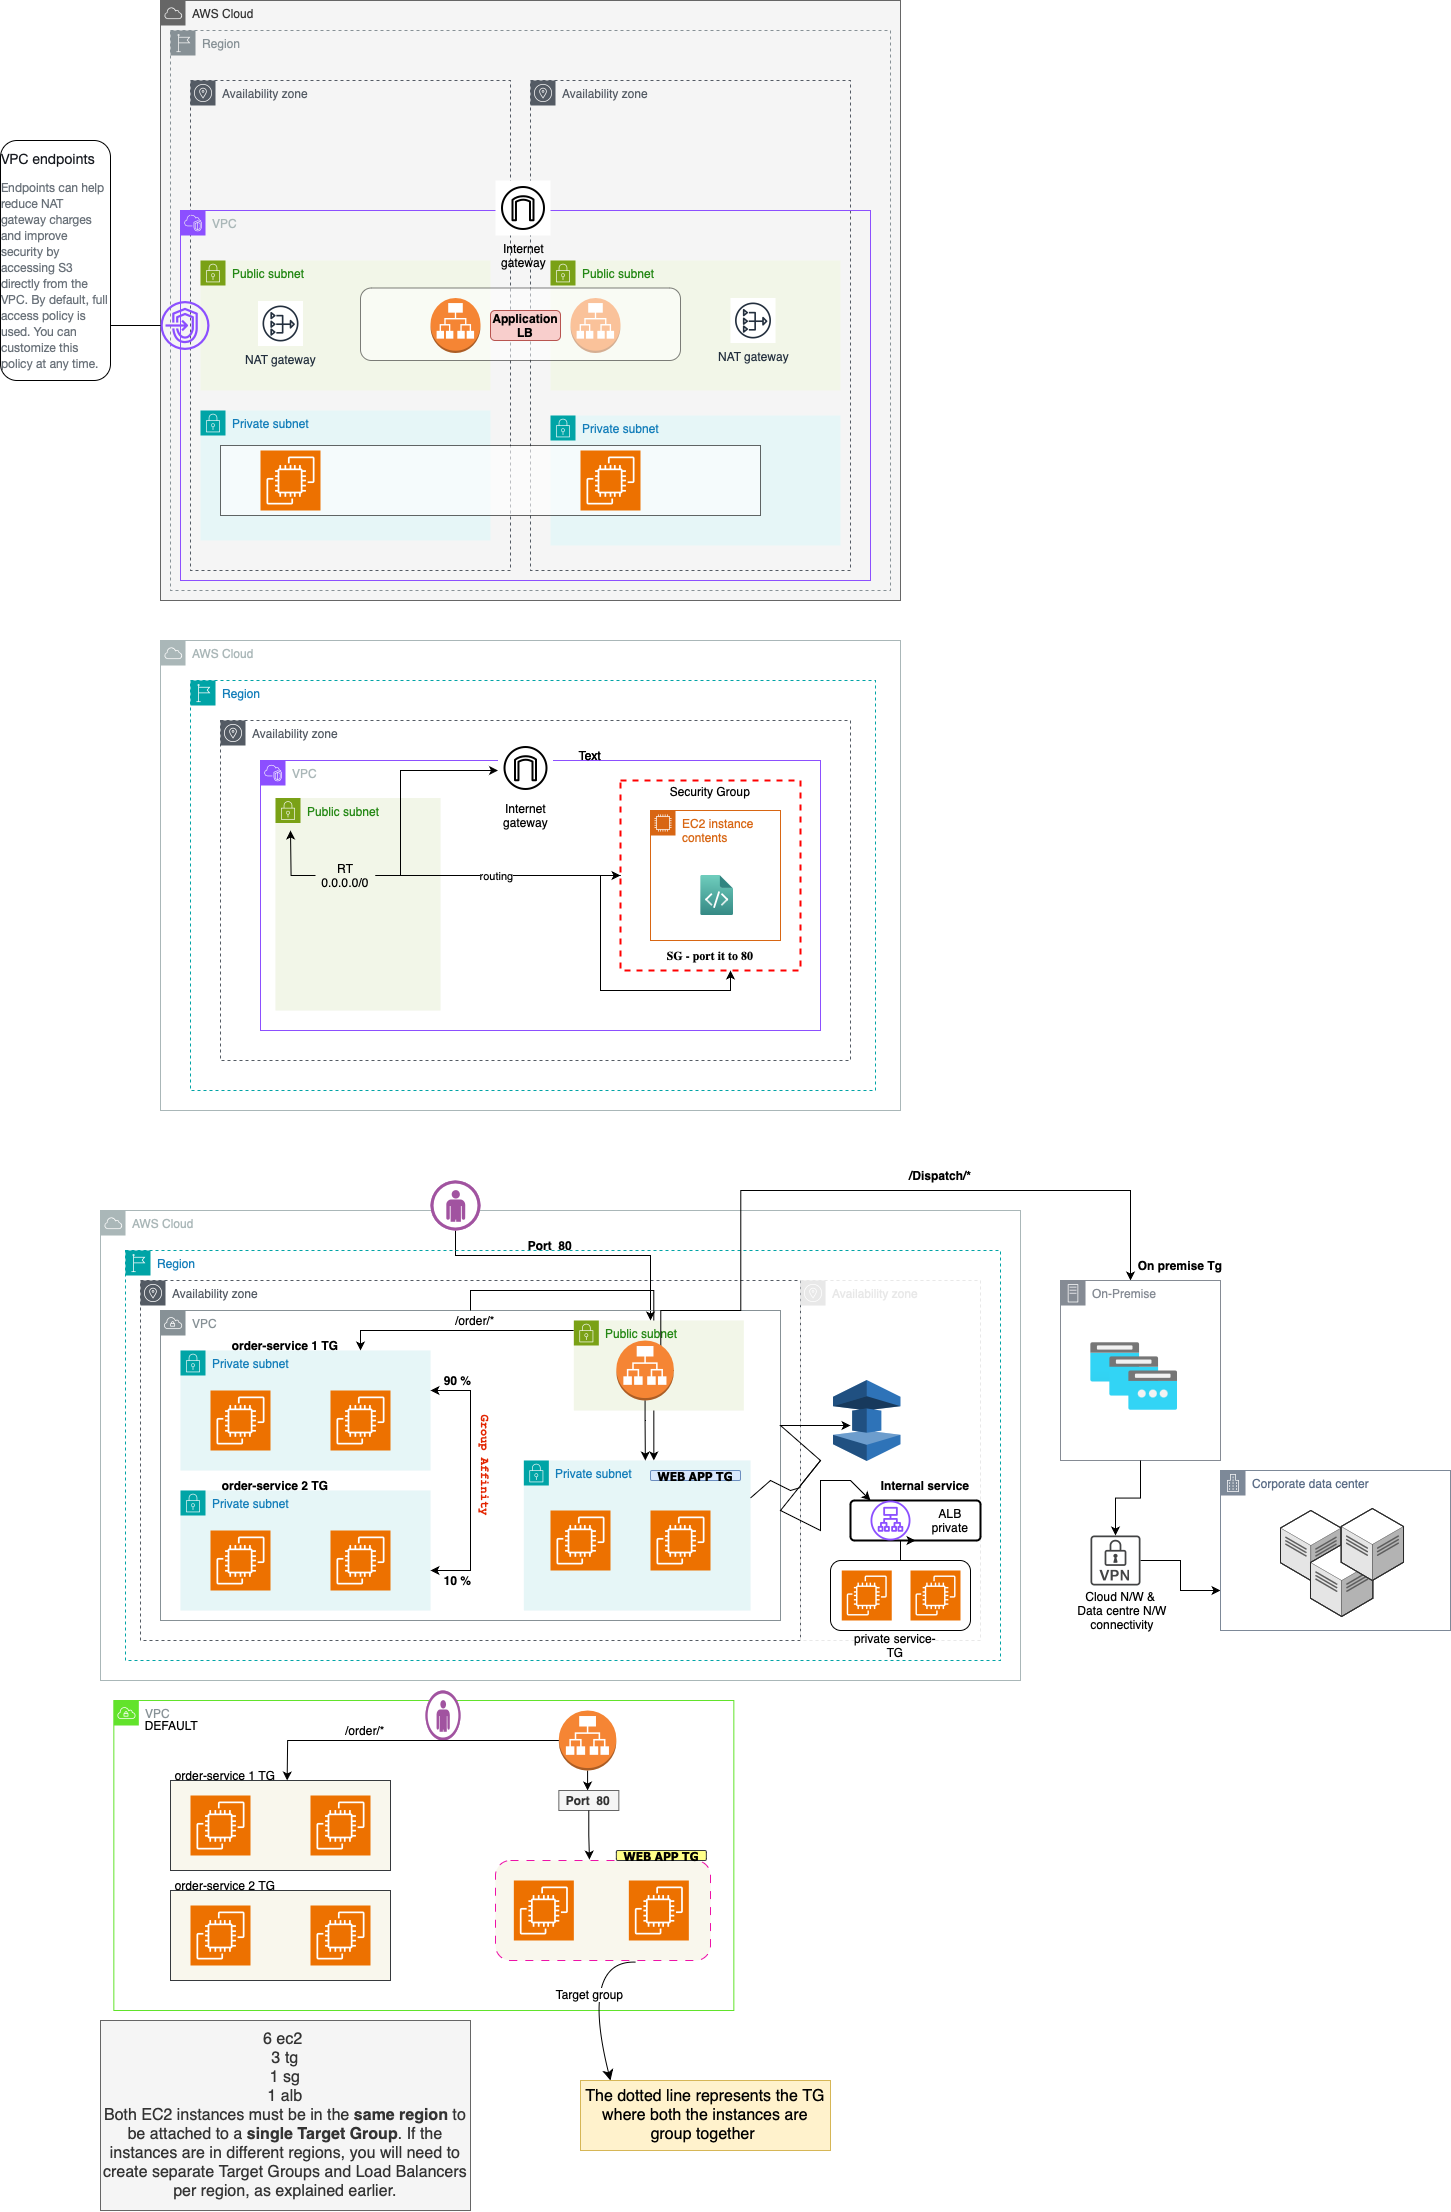 AWS Cloud
Region
Availability zone
Availability zone
VPC endpoints
Endpoints can help
reduce NAT
gateway charges
and improve
security by
accessing S3
directly from the
VPC. By default, full
access policy is
used. You can
customize this
policy at any time.
VPC
Internet
gateway
Public subnet
Public subnet
Application
LB
NAT gateway
NAT gateway
Private subnet
Private subnet
AWS Cloud
Region
Availability zone
Text
VPC
Security Group
Public subnet
Internet
gateway
EC2 instance
contents
RT
0.0.0.0/0
routing
SG - port it to 80
/Dispatch/*
AWS Cloud
Port 80
Region
On premise Tg
Availability zone
Availability zone
On-Premise
VPC
/order/*
Public subnet
order-service 1 TG
Private subnet
90 %
Group Affinity
Private subnet
WEB APP TG
order-service 2 TG
Private subnet
Internal service
ALB
private
10 %
Corporate data center
VPN
Cloud N/W &
Data centre N/W
connectivity
private service-
TG
VPC
DEFAULT
/order/*
order-service 1 TG
Port 80
WEB APP TG
order-service 2 TG
Target group
6 ec2
3 tg
1 sg
1 alb
Both EC2 instances must be in the same region to
be attached to a single Target Group. If the
instances are in different regions, you will need to
create separate Target Groups and Load Balancers
per region, as explained earlier.
The dotted line represents the TG
where both the instances are
group together